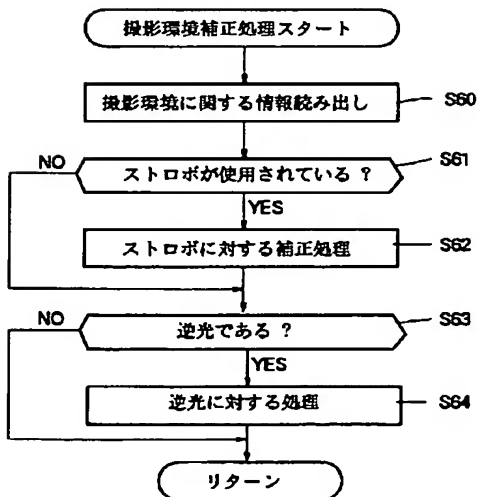 撮影環境補正処理スタート
撮影環境に関する情報読み出し
S60
NO
ストロボが使用されている ?
S61
YES
ストロボに対する補正処理
S62
NO
逆光である ?
S63
YES
逆光に対する処理
S64
リターン